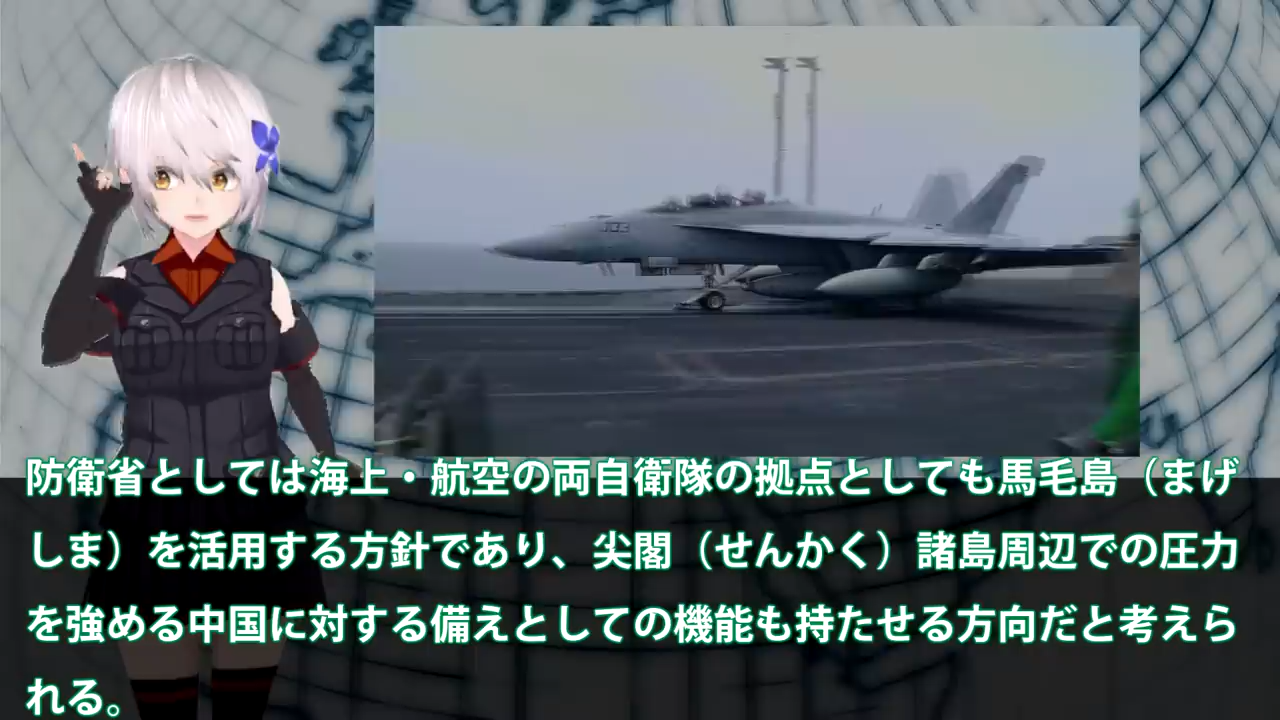 防衛省としては海上・航空の両自衛隊の拠点としても馬毛島（まげ
しま）を活用する方針であり、尖閣（せんかく）諸島周辺での圧力
を強める中国に対する備えとしての機能も持たせる方向だと考えら
れる。